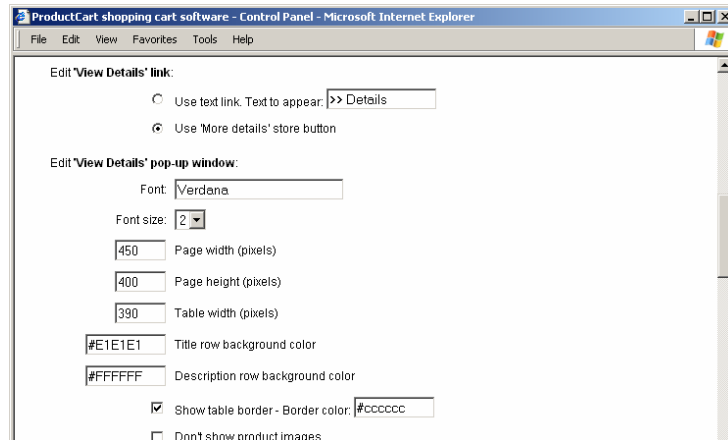 ProductCart shopping cart software - Control Panel - Microsoft Internet Explorer
File Edit View Favorites Tools Help
Edit 'View Details' link:
Use text link. Text to appear: >> Details
Use 'More details' store button
Edit 'View Details' pop-up window:
Font: Verdana
Font size: 2
450 Page width (pixels)
400 Page height (pixels)
390 Table width (pixels)
#E1E1E1 Title row background color
#FFFFFF Description row background color
Show table border - Border color: #cccccc
Don't show product images